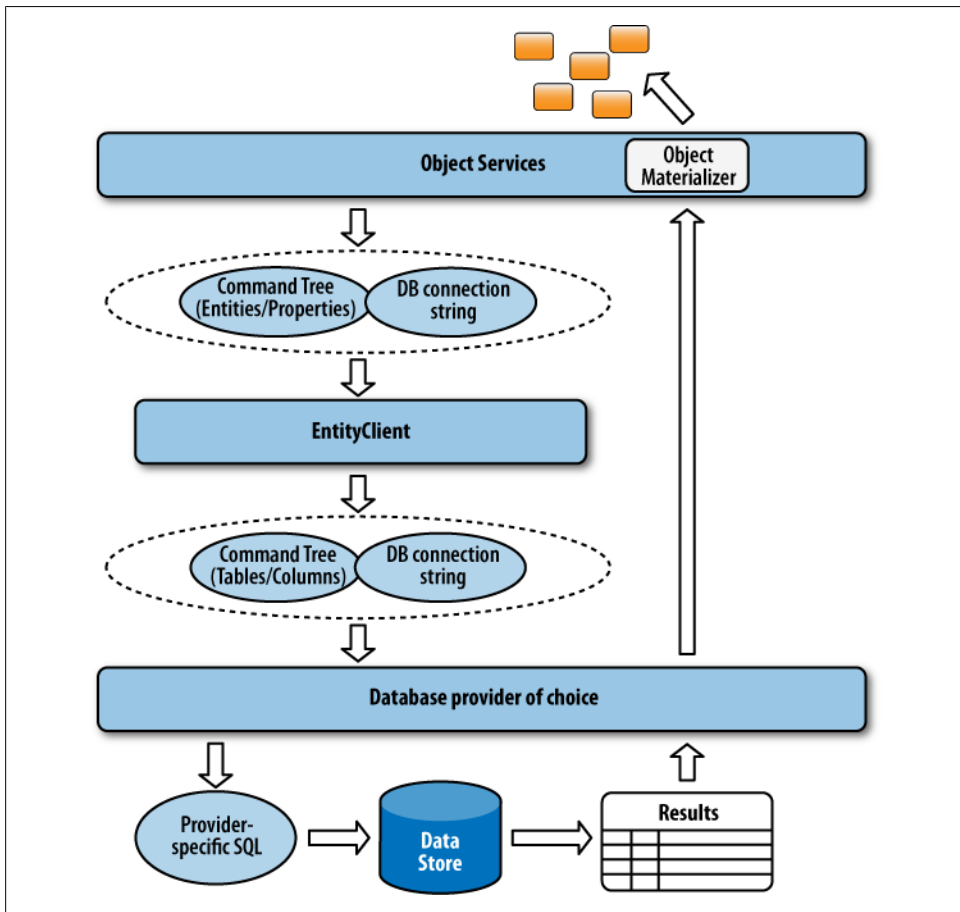 Object Services
Object
Materializer
Command Tree
(Entities/Properties)
DB connection
string
EntityClient
Command Tree
(Tables/Columns)
DB connection
string
Database provider of choice
Provider-
specific SQL
Data
Store
Results